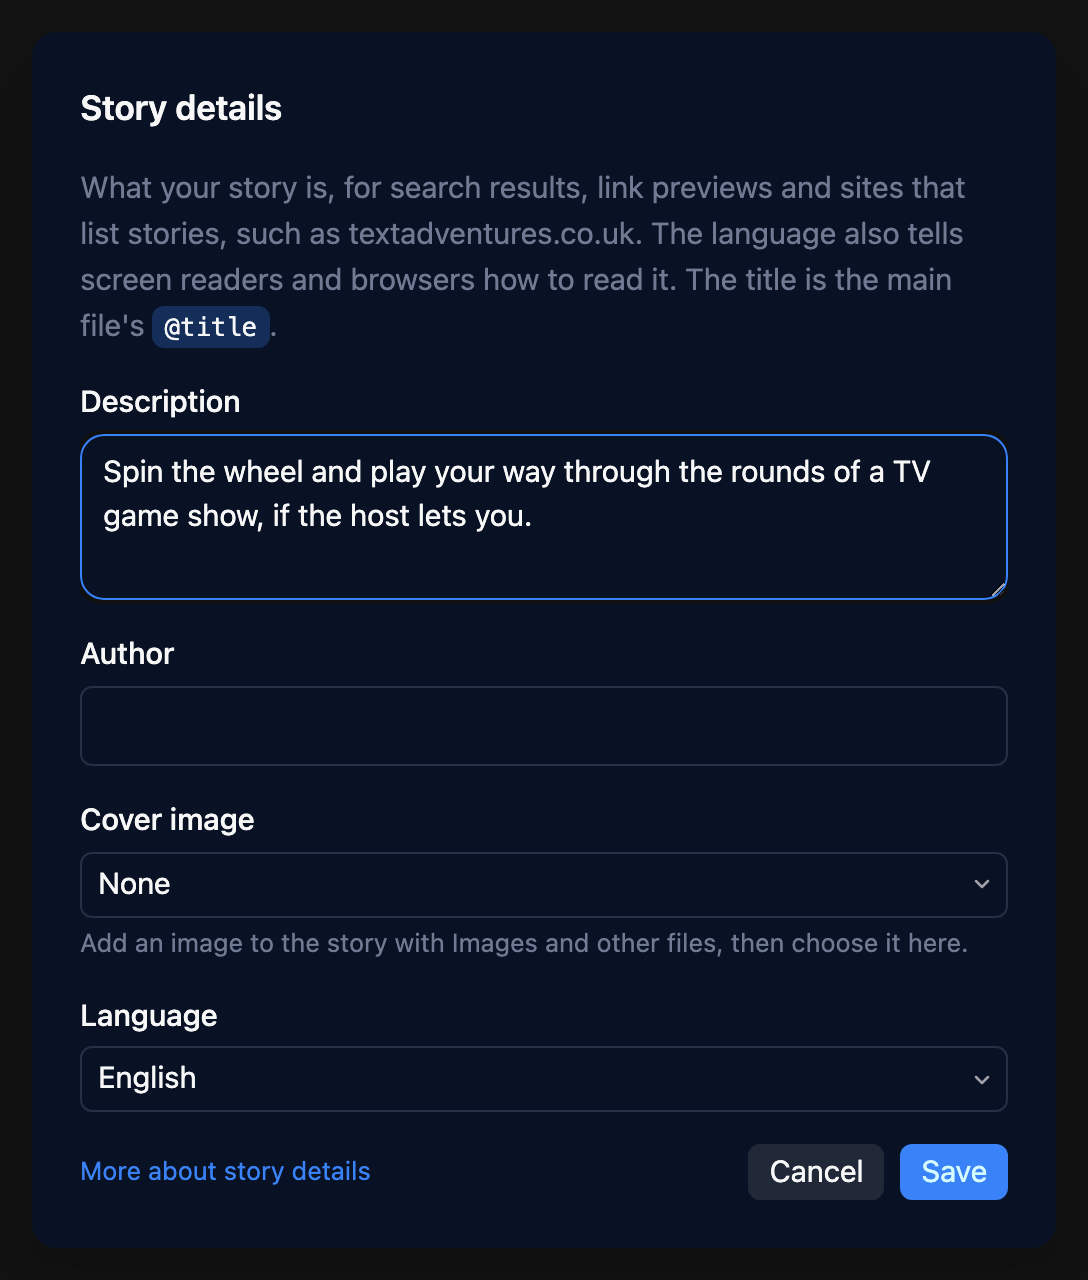 Story details
What your story is, for search results, link previews and sites that
list stories, such as textadventures.co.uk. The language also tells
screen readers and browsers how to read it. The title is the main
file's @title.
Description
Spin the wheel and play your way through the rounds of a TV
game show, if the host lets you.
Author
Cover image
None
Add an image to the story with Images and other files, then choose it here.
Language
English
More about story details
Cancel
Save